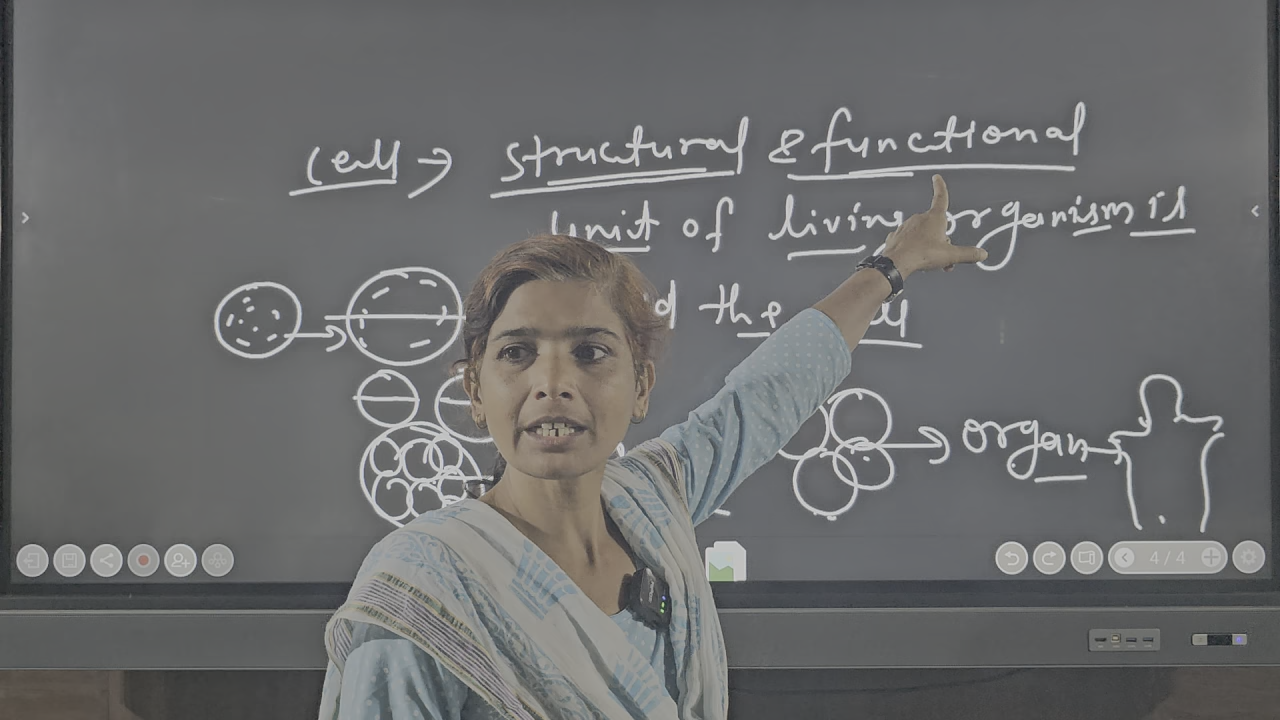 Cell → structural & functional
unit of living organism is
the
organ
4/4